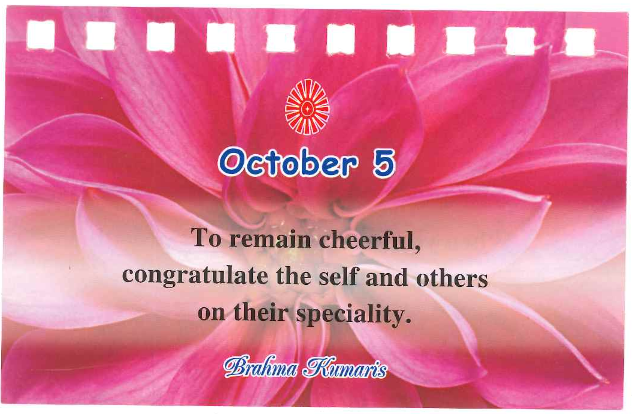 October 5
To remain cheerful,
congratulate the self and others
on their speciality.
Brahma Kumaris